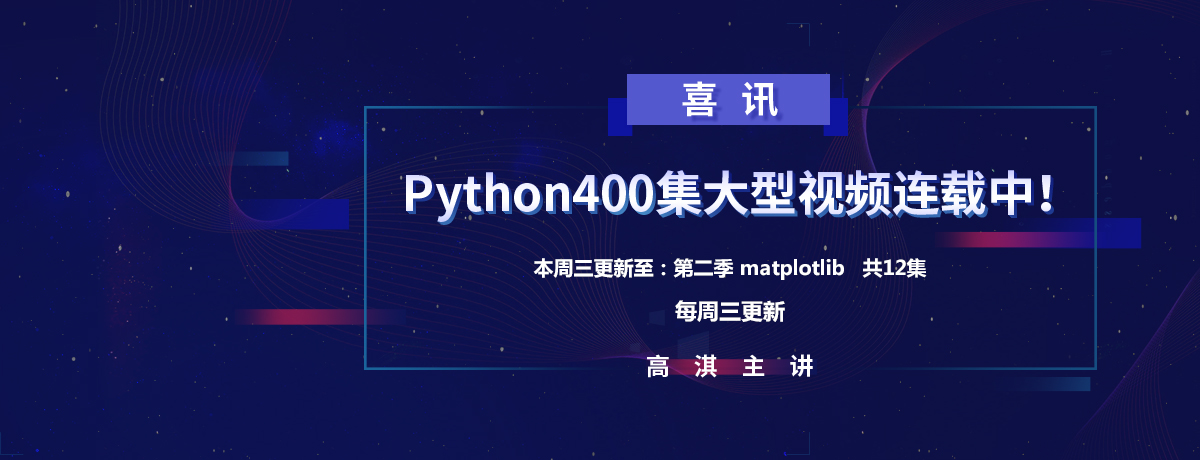 喜 讯
Python400集大型视频连载中！
本周三更新至：第二季 matplotlib 共12集
每周三更新
高 淇 主 讲